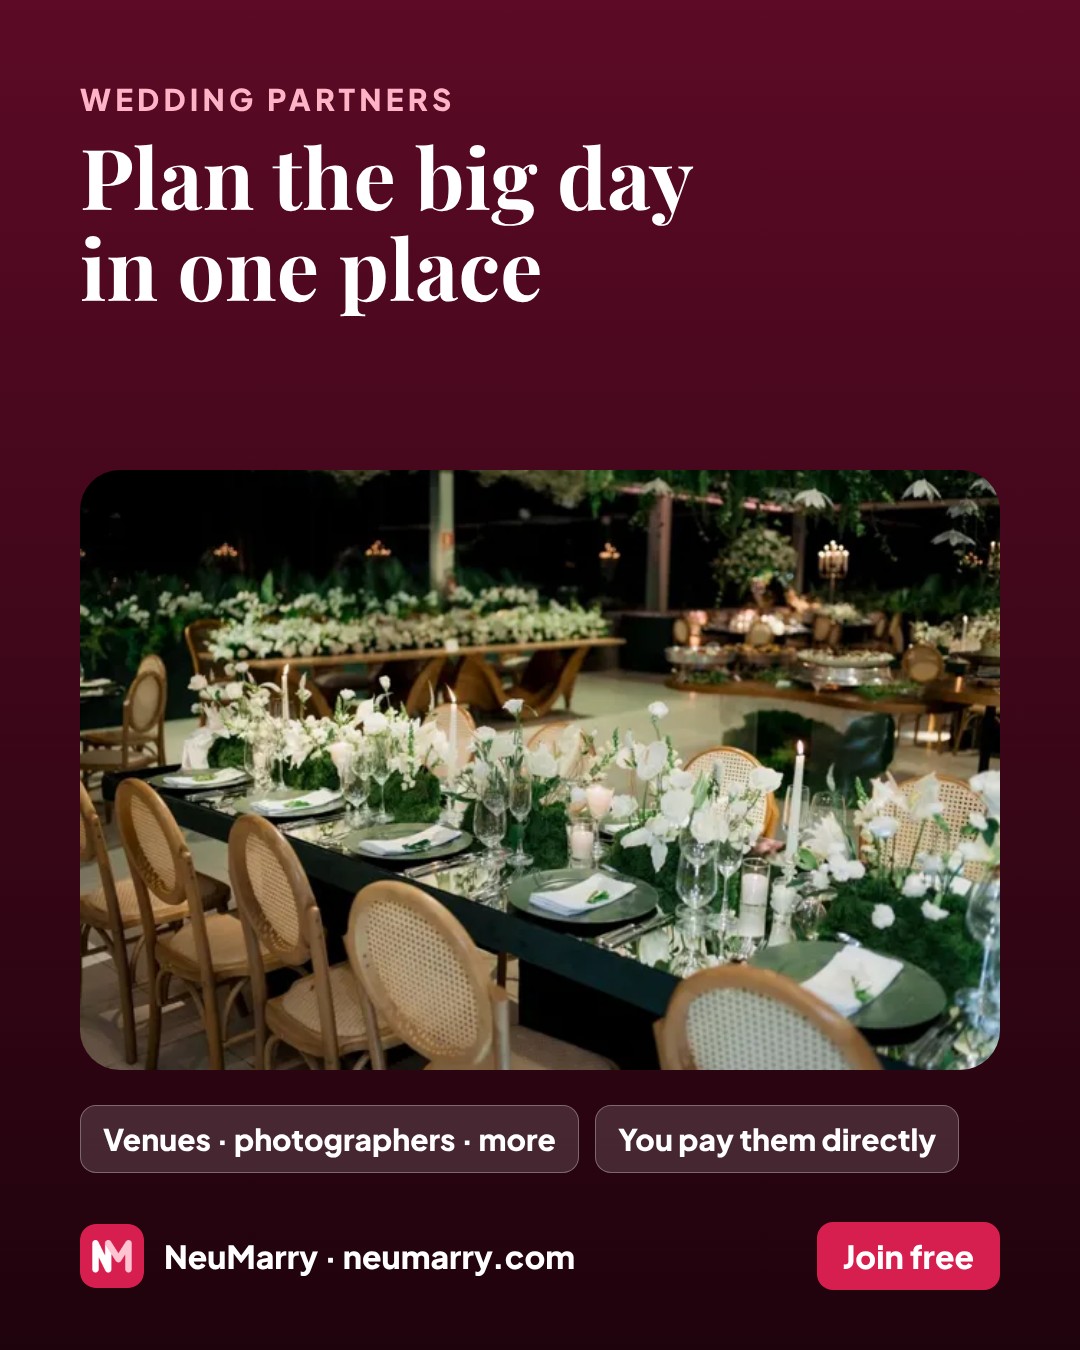 WEDDING PARTNERS
Plan the big day
in one place
Venues · photographers · more
You pay them directly
NM
NeuMarry · neumarry.com
Join free